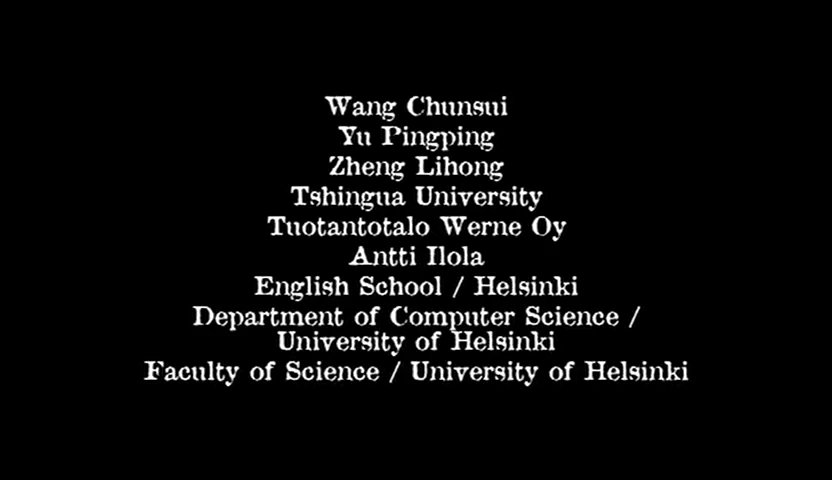 Wang Chunsui
Yu Pingping
Zheng Lihong
Tshingua University
Tuotantotalo Werne Oy
Antti Ilola
English School / Helsinki
Department of Computer Science /
University of Helsinki
Faculty of Science / University of Helsinki